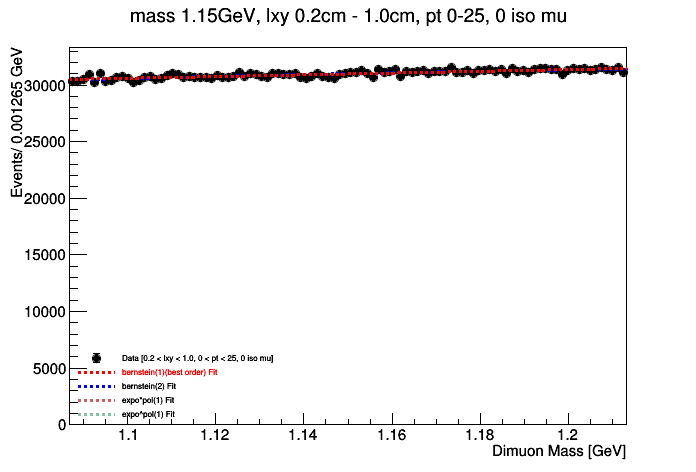 mass 1.15GeV, lxy 0.2cm - 1.0cm, pt 0-25, 0 iso mu
Events/ 0.001265 GeV
30000
25000
20000
15000
10000
5000
0
Data [0.2 < lxy < 1.0, 0 < pt < 25, 0 iso mu]
bernstein(1)(best order) Fit
bernstein(2) Fit
expo*pol(1) Fit
expo^pol(1) Fit
1.1
1.12
1.14
1.16
1.18
1.2
Dimuon Mass [GeV]